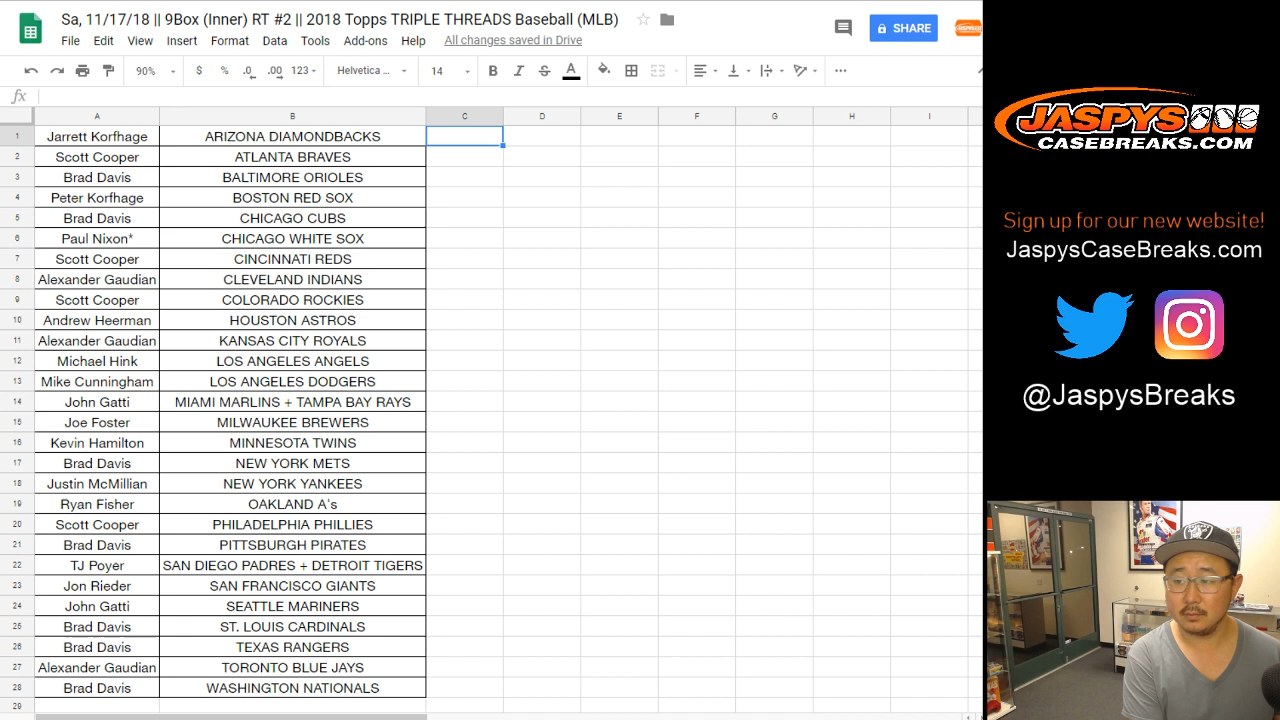 Sa, 11/17/18 || 9Box (Inner) RT #2 || 2018 Topps TRIPLE THREADS Baseball (MLB)
File Edit View Insert Format Data Tools Add-ons Help All changes saved in Drive
SHARE
90% $ % .0 .00 123 Helvetica ... 14 B I S A
fx
A B C D E F G H I
1 Jarrett Korfhage ARIZONA DIAMONDBACKS
2 Scott Cooper ATLANTA BRAVES
3 Brad Davis BALTIMORE ORIOLES
4 Peter Korfhage BOSTON RED SOX
5 Brad Davis CHICAGO CUBS
6 Paul Nixon* CHICAGO WHITE SOX
7 Scott Cooper CINCINNATI REDS
8 Alexander Gaudian CLEVELAND INDIANS
9 Scott Cooper COLORADO ROCKIES
10 Andrew Heerman HOUSTON ASTROS
11 Alexander Gaudian KANSAS CITY ROYALS
12 Michael Hink LOS ANGELES ANGELS
13 Mike Cunningham LOS ANGELES DODGERS
14 John Gatti MIAMI MARLINS + TAMPA BAY RAYS
15 Joe Foster MILWAUKEE BREWERS
16 Kevin Hamilton MINNESOTA TWINS
17 Brad Davis NEW YORK METS
18 Justin McMillian NEW YORK YANKEES
19 Ryan Fisher OAKLAND A's
20 Scott Cooper PHILADELPHIA PHILLIES
21 Brad Davis PITTSBURGH PIRATES
22 TJ Poyer SAN DIEGO PADRES + DETROIT TIGERS
23 Jon Rieder SAN FRANCISCO GIANTS
24 John Gatti SEATTLE MARINERS
25 Brad Davis ST. LOUIS CARDINALS
26 Brad Davis TEXAS RANGERS
27 Alexander Gaudian TORONTO BLUE JAYS
28 Brad Davis WASHINGTON NATIONALS
29
JASPYS
CASEBREAKS.COM
Sign up for our new website!
JaspysCaseBreaks.com
@JaspysBreaks